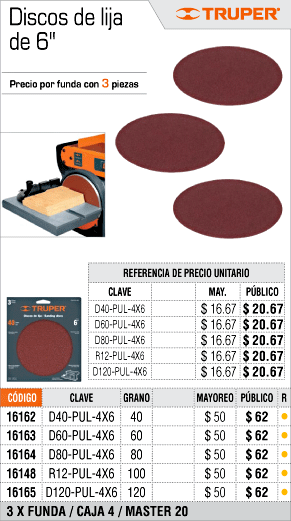 Discos de lija
de 6"
TRUPER
Precio por funda con 3 piezas
REFERENCIA DE PRECIO UNITARIO
CLAVE MAY. PÚBLICO
D40-PUL-4X6 $ 16.67 $ 20.67
D60-PUL-4X6 $ 16.67 $ 20.67
D80-PUL-4X6 $ 16.67 $ 20.67
R12-PUL-4X6 $ 16.67 $ 20.67
D120-PUL-4X6 $ 16.67 $ 20.67
TRUPER
40
6"
CÓDIGO CLAVE GRANO MAYOREO PÚBLICO R
16162 D40-PUL-4X6 40 $ 50 $ 62
16163 D60-PUL-4X6 60 $ 50 $ 62
16164 D80-PUL-4X6 80 $ 50 $ 62
16148 R12-PUL-4X6 100 $ 50 $ 62
16165 D120-PUL-4X6 120 $ 50 $ 62
3 X FUNDA / CAJA 4 / MASTER 20